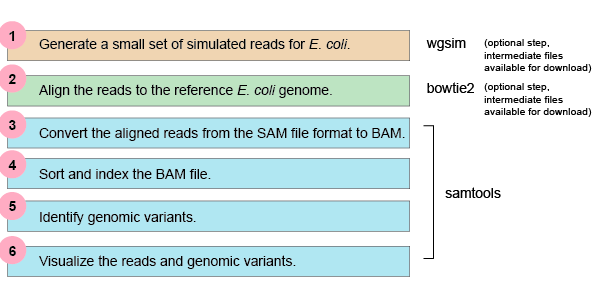 1 Generate a small set of simulated reads for E. coli. wgsim (optional step,
intermediate files
available for download)
2 Align the reads to the reference E. coli genome. bowtie2 (optional step,
intermediate files
available for download)
3 Convert the aligned reads from the SAM file format to BAM.
4 Sort and index the BAM file.
samtools
5 Identify genomic variants.
6 Visualize the reads and genomic variants.